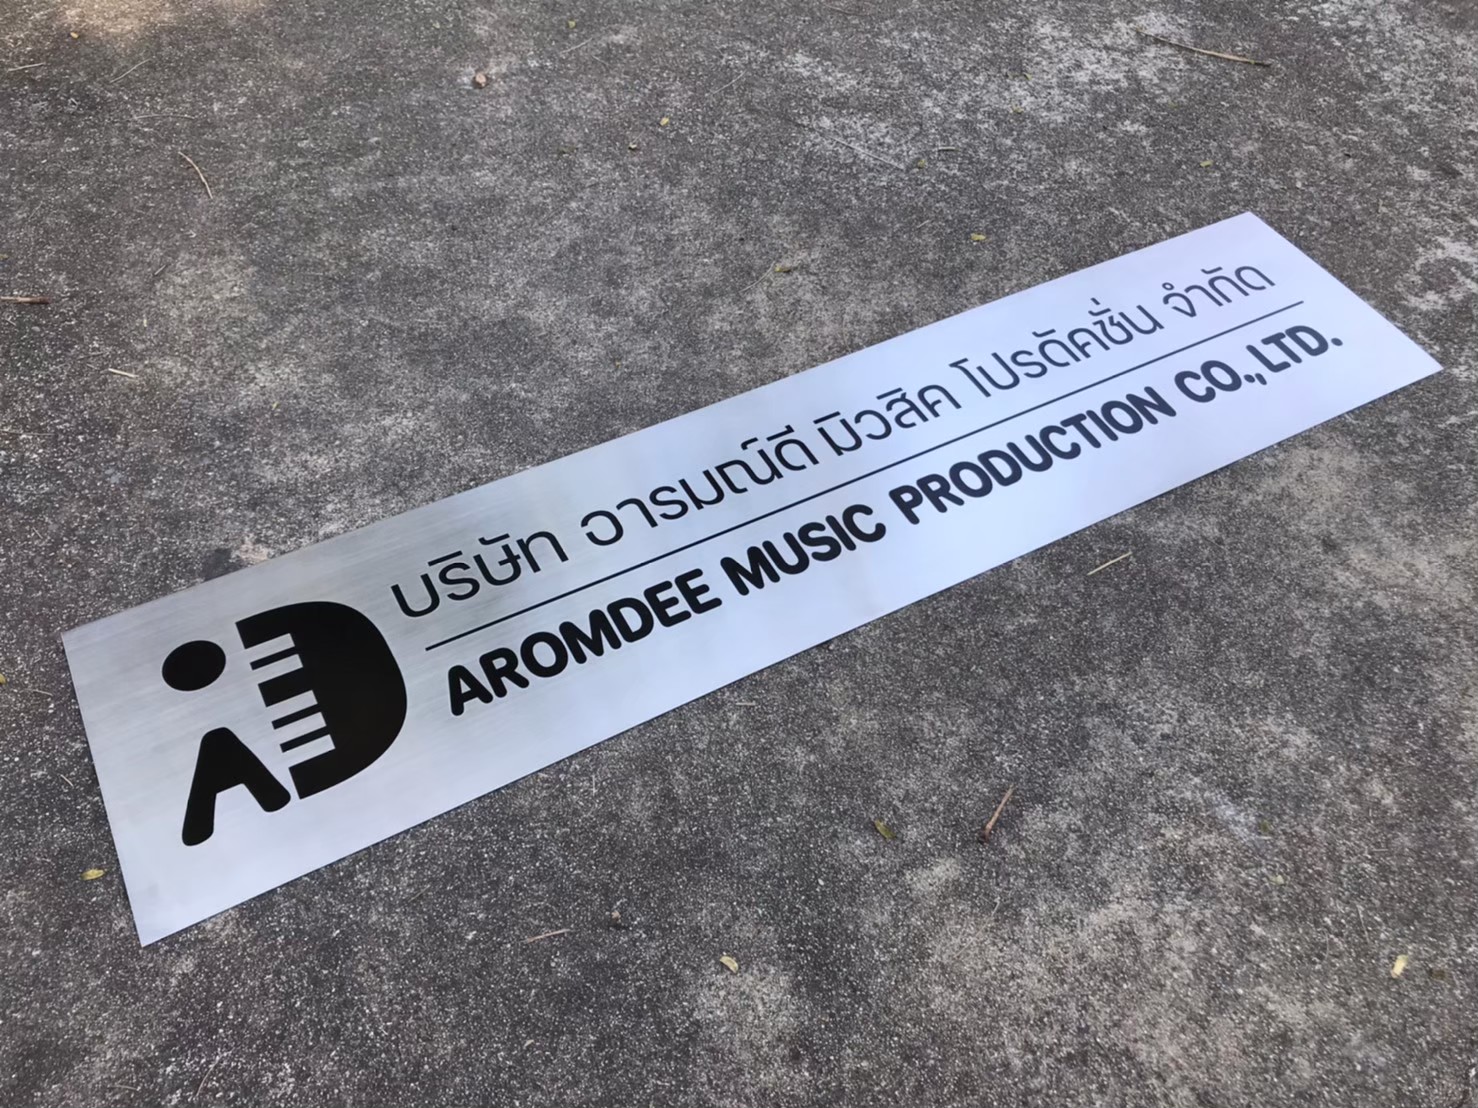 บริษัท อารมณ์ดี มิวสิค โปรดัคชั่น จำกัด
AROMDEE MUSIC PRODUCTION CO.,LTD.